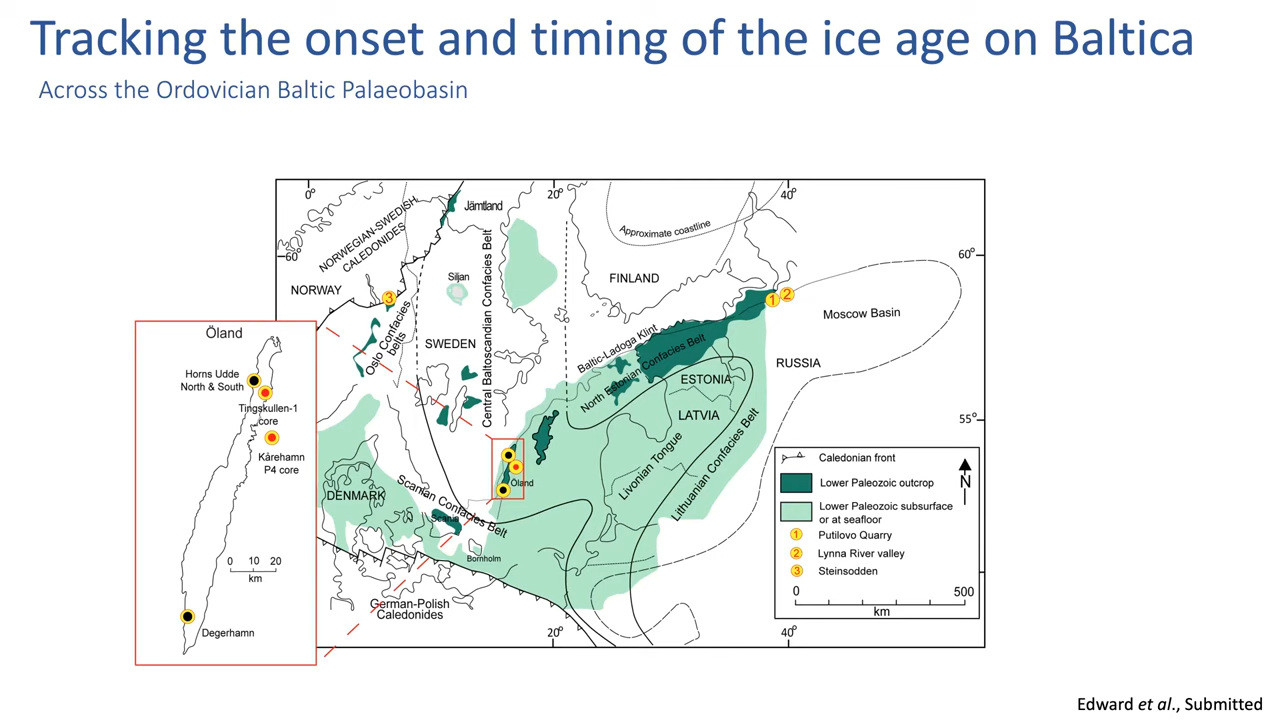 Tracking the onset and timing of the ice age on Baltica
Across the Ordovician Baltic Palaeobasin
0°
20°
40°
60°
55°
NORWEGIAN-SWEDISH
CALEDONIDES
Jämtland
Approximate coastline
NORWAY
3
Siljan
FINLAND
1
2
Moscow Basin
Oslo Confacies
belts
SWEDEN
Central Baltoscandian Confacies Belt
Baltic-Ladoga Klint
North Estonian Confacies Belt
ESTONIA
RUSSIA
LATVIA
Livonian Tongue
Lithuanian Confacies Belt
Öland
DENMARK
Scanian Confacies Belt
Scania
Bornholm
German-Polish
Caledonides
20°
40°
Öland
Horns Udde
North & South
Tingskullen-1
core
Kårehamn
P4 core
0 10 20
km
Degerhamn
Caledonian front
N
Lower Paleozoic outcrop
Lower Paleozoic subsurface
or at seafloor
1 Putilovo Quarry
2 Lynna River valley
3 Steinsodden
0 500
km
Edward et al., Submitted